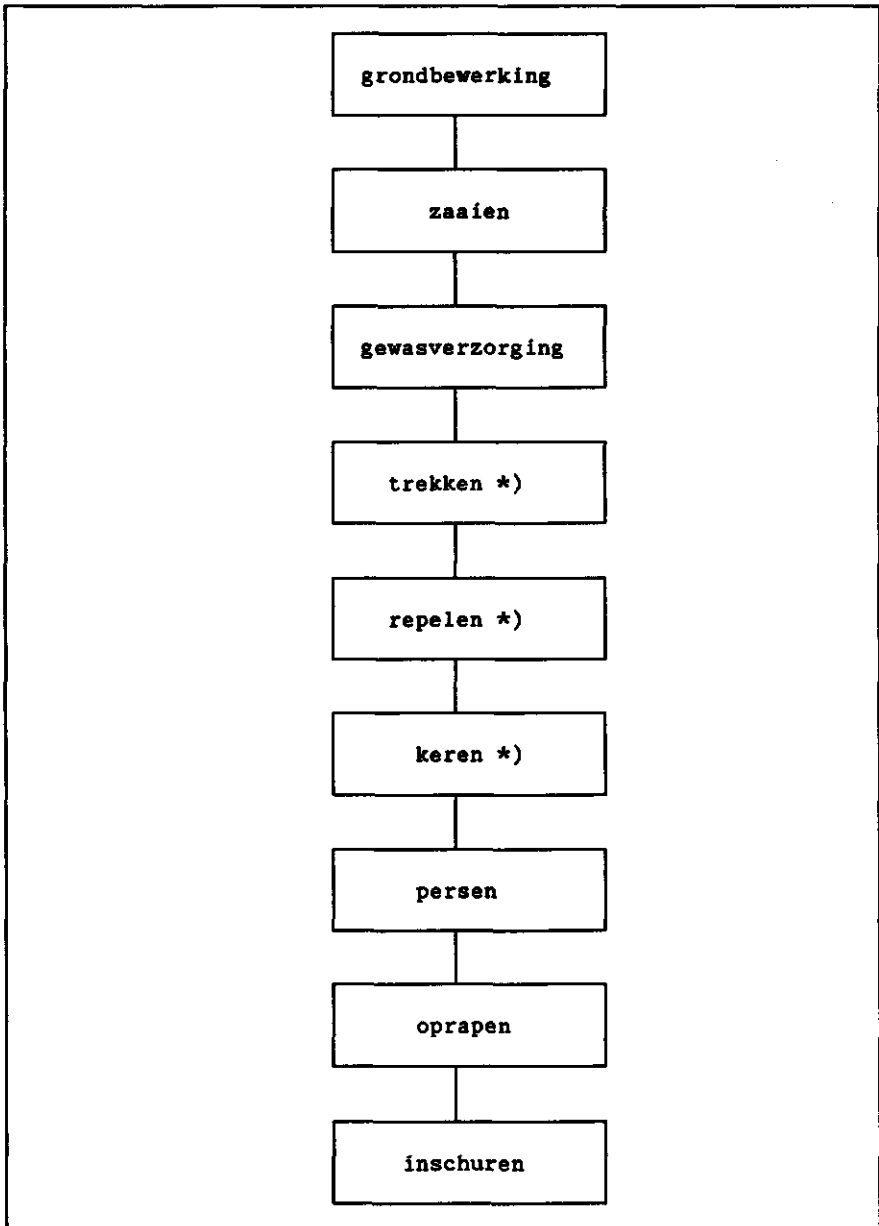 grondbewerking
zaaien
gewasverzorging
trekken *)
repelen *)
keren *)
persen
oprapen
inschuren